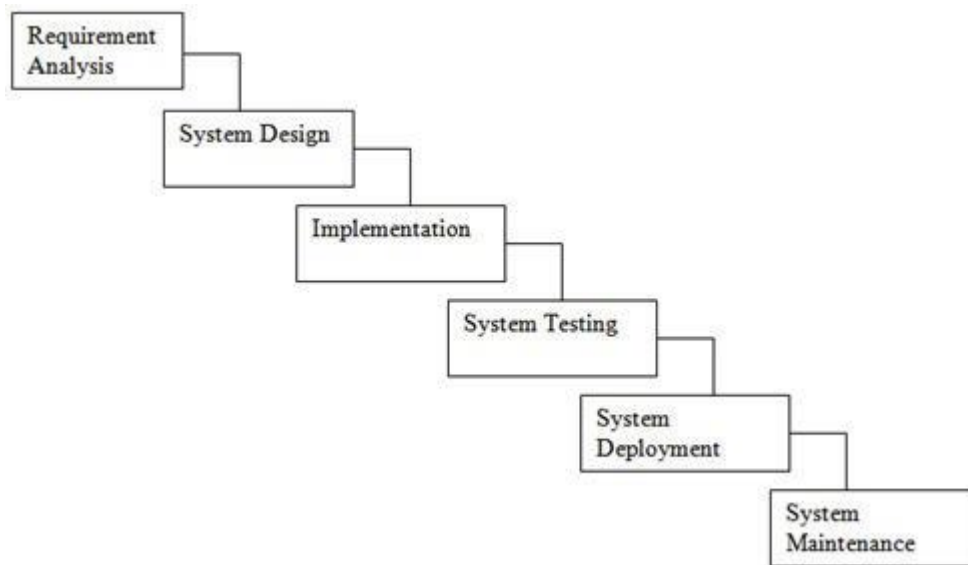 Requirement
Analysis
System Design
Implementation
System Testing
System
Deployment
System
Maintenance